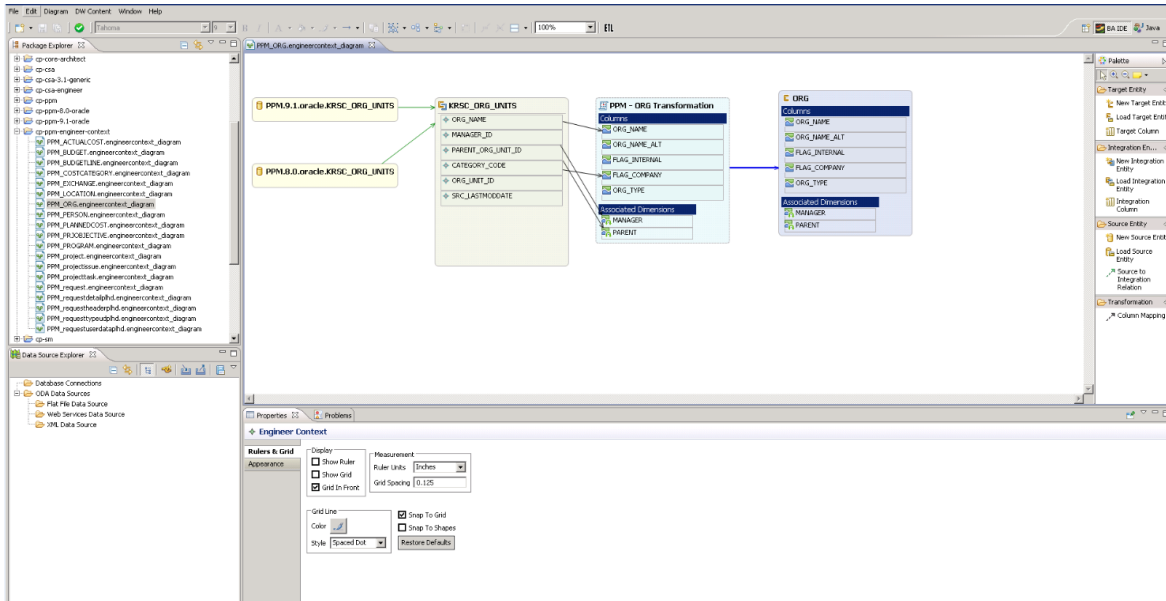 File Edit Diagram DW Content Window Help
Tahoma 9 B I A 100% ETL
BA IDE Java
Package Explorer
cp-core-architect
cp-csa
cp-csa-3.1-generic
cp-csa-engineer
cp-ppm
cp-ppm-8.0-oracle
cp-ppm-9.1-oracle
cp-ppm-engineer-context
PPM_ACTUALCOST.engineercontext_diagram
PPM_BUDGET.engineercontext_diagram
PPM_BUDGETLINE.engineercontext_diagram
PPM_COSTCATEGORY.engineercontext_diagram
PPM_EXCHANGE.engineercontext_diagram
PPM_LOCATION.engineercontext_diagram
PPM_ORG.engineercontext_diagram
PPM_PERSON.engineercontext_diagram
PPM_PLANNEDCOST.engineercontext_diagram
PPM_PRJOBJECTIVE.engineercontext_diagram
PPM_PROGRAM.engineercontext_diagram
PPM_project.engineercontext_diagram
PPM_projectissue.engineercontext_diagram
PPM_projecttask.engineercontext_diagram
PPM_request.engineercontext_diagram
PPM_requestdetailplhd.engineercontext_diagram
PPM_requestheaderplhd.engineercontext_diagram
PPM_requesttypoudplhd.engineercontext_diagram
PPM_requestuserdataplhd.engineercontext_diagram
cp-sm
Data Source Explorer
Database Connections
ODA Data Sources
Flat File Data Source
Web Services Data Source
XML Data Source
PPM_ORG.engineercontext_diagram
PPM.9.1.oracle.KRSC_ORG_UNITS
PPM.8.0.oracle.KRSC_ORG_UNITS
KRSC_ORG_UNITS
ORG_NAME
MANAGER_ID
PARENT_ORG_UNIT_ID
CATEGORY_CODE
ORG_UNIT_ID
SRC_LASTMODDATE
PPM - ORG Transformation
Columns
ORG_NAME
ORG_NAME_ALT
FLAG_INTERNAL
FLAG_COMPANY
ORG_TYPE
Associated Dimensions
MANAGER
PARENT
ORG
Columns
ORG_NAME
ORG_NAME_ALT
FLAG_INTERNAL
FLAG_COMPANY
ORG_TYPE
Associated Dimensions
MANAGER
PARENT
Palette
Target Entity
New Target Entit
Load Target Entit
Target Column
Integration En...
New Integration
Entity
Load Integration
Entity
Integration
Column
Source Entity
New Source Entit
Load Source
Entity
Source to
Integration
Relation
Transformation
Column Mapping
Properties Problems
Engineer Context
Rulers & Grid
Appearance
Display
Show Ruler
Show Grid
Grid In Front
Measurement
Ruler Units Inches
Grid Spacing 0.125
Grid Line
Color
Style Spaced Dot
Snap To Grid
Snap To Shapes
Restore Defaults